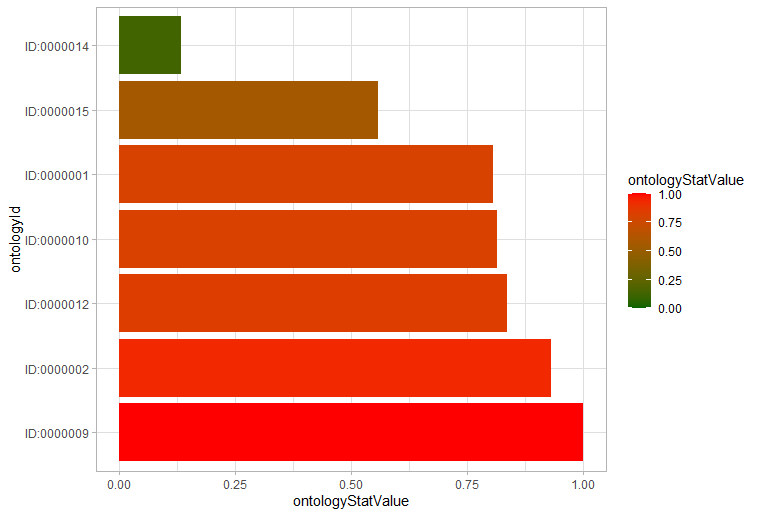 ontologyId
ID:0000014
ID:0000015
ID:0000001
ID:0000010
ID:0000012
ID:0000002
ID:0000009
0.00 0.25 0.50 0.75 1.00
ontologyStatValue
ontologyStatValue
1.00
0.75
0.50
0.25
0.00